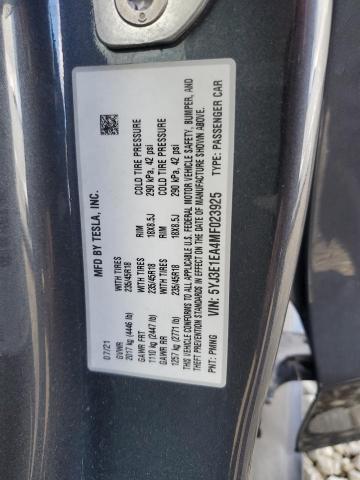 MFD BY TESLA, INC.
07/21
GVWR
2017 kg (4446 lb)
GAWR FRT WITH TIRES RIM COLD TIRE PRESSURE
1110 kg (2447 lb) 235/45R18 18X8.5J 290 kPa, 42 psi
GAWR RR WITH TIRES RIM COLD TIRE PRESSURE
1257 kg (2771 lb) 235/45R18 18X8.5J 290 kPa, 42 psi
THIS VEHICLE CONFORMS TO ALL APPLICABLE U.S. FEDERAL MOTOR VEHICLE SAFETY, BUMPER, AND
THEFT PREVENTION STANDARDS IN EFFECT ON THE DATE OF MANUFACTURE SHOWN ABOVE.
VIN: 5YJ3E1EA4MF023925 TYPE: PASSENGER CAR
PNT: PMNG